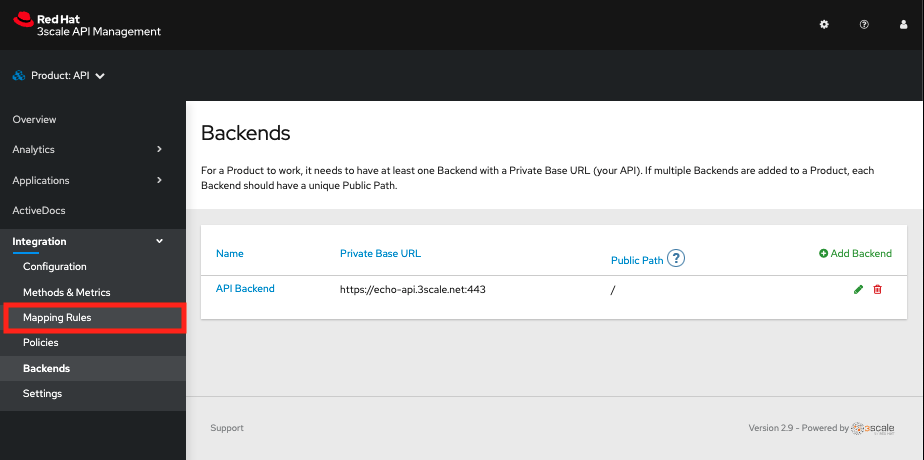 Red Hat
3scale API Management
Product: API
Overview
Analytics
Applications
ActiveDocs
Integration
Configuration
Methods & Metrics
Mapping Rules
Policies
Backends
Settings
Backends
For a Product to work, it needs to have at least one Backend with a Private Base URL (your API). If multiple Backends are added to a Product, each
Backend should have a unique Public Path.
Name Private Base URL Public Path ? Add Backend
API Backend https://echo-api.3scale.net:443 /
Support
Version 2.9 - Powered by 3scale